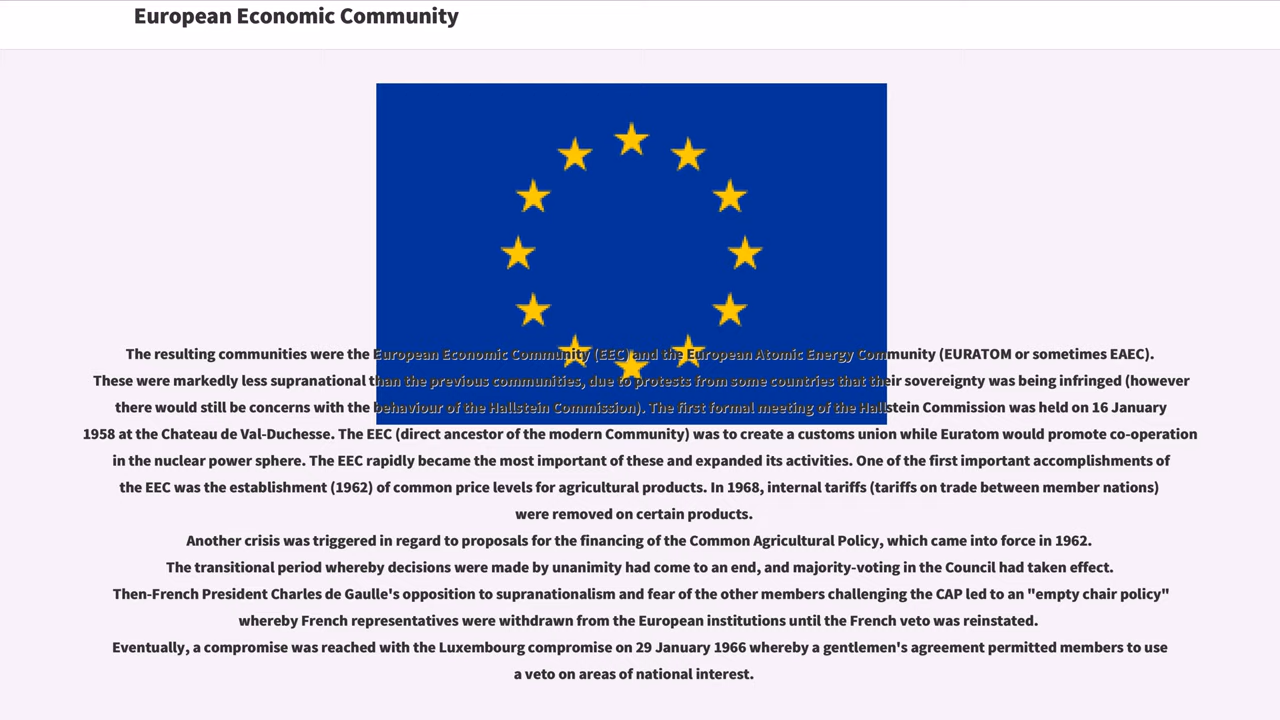 European Economic Community
The resulting communities were the European Economic Community (EEC) and the European Atomic Energy Community (EURATOM or sometimes EAEC).
These were markedly less supranational than the previous communities, due to protests from some countries that their sovereignty was being infringed (however
there would still be concerns with the behaviour of the Hallstein Commission). The first formal meeting of the Hallstein Commission was held on 16 January
1958 at the Chateau de Val-Duchesse. The EEC (direct ancestor of the modern Community) was to create a customs union while Euratom would promote co-operation
in the nuclear power sphere. The EEC rapidly became the most important of these and expanded its activities. One of the first important accomplishments of
the EEC was the establishment (1962) of common price levels for agricultural products. In 1968, internal tariffs (tariffs on trade between member nations)
were removed on certain products.
Another crisis was triggered in regard to proposals for the financing of the Common Agricultural Policy, which came into force in 1962.
The transitional period whereby decisions were made by unanimity had come to an end, and majority-voting in the Council had taken effect.
Then-French President Charles de Gaulle's opposition to supranationalism and fear of the other members challenging the CAP led to an "empty chair policy"
whereby French representatives were withdrawn from the European institutions until the French veto was reinstated.
Eventually, a compromise was reached with the Luxembourg compromise on 29 January 1966 whereby a gentlemen's agreement permitted members to use
a veto on areas of national interest.